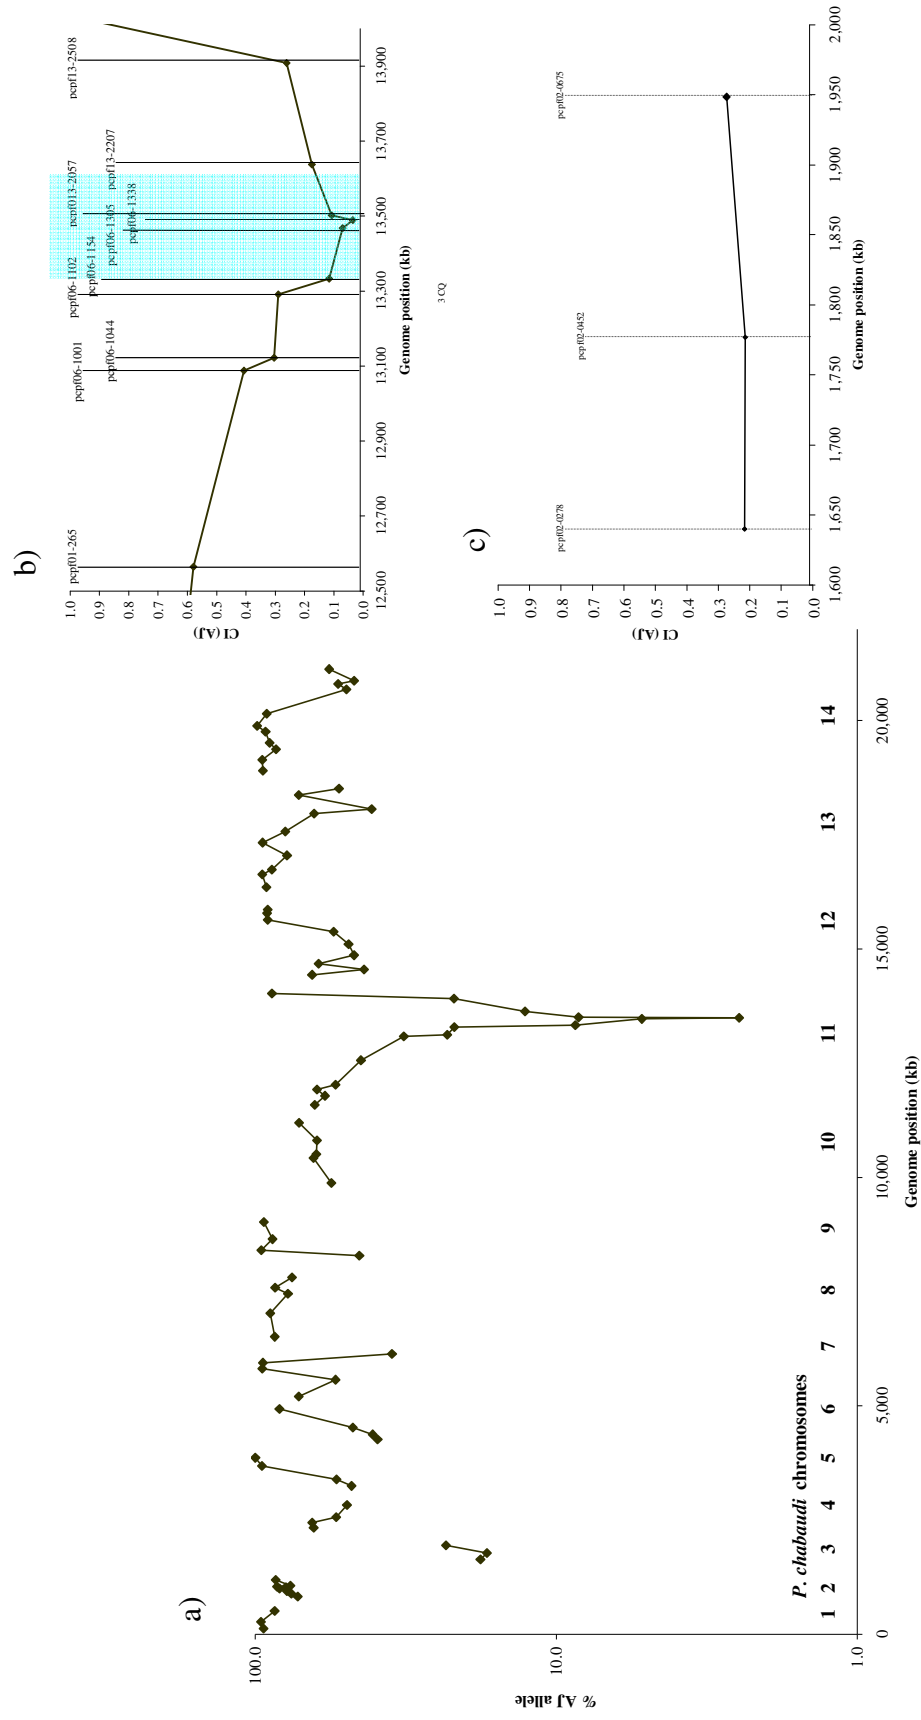 a)
% AJ allele
100.0
10.0
1.0
P. chabaudi chromosomes
1 2 3 4 5 6 7 8 9 10 11 12 13 14
0 5,000 10,000 15,000 20,000
Genome position (kb)
b)
CI (AJ)
1.0
0.9
0.8
0.7
0.6
0.5
0.4
0.3
0.2
0.1
0.0
pcpf01-265
pcpf06-1001
pcpf06-1044
pcpf06-1102
pcpf06-1154
pcpf06-1305
pcpf06-1338
pcpf013-2057
pcpf13-2207
pcpf13-2508
12,500 12,700 12,900 13,100 13,300 13,500 13,700 13,900
Genome position (kb)
3 CQ
c)
CI (AJ)
1.0
0.9
0.8
0.7
0.6
0.5
0.4
0.3
0.2
0.1
0.0
pcpf02-0278
pcpf02-0452
pcpf02-0675
1,600 1,650 1,700 1,750 1,800 1,850 1,900 1,950 2,000
Genome position (kb)